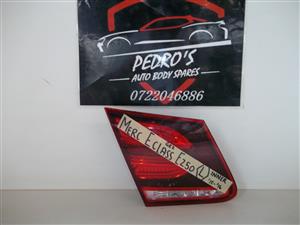 PEDRO'S
AUTO BODY SPARES
0722046886
MERC E CLASS E250 (L) INNER